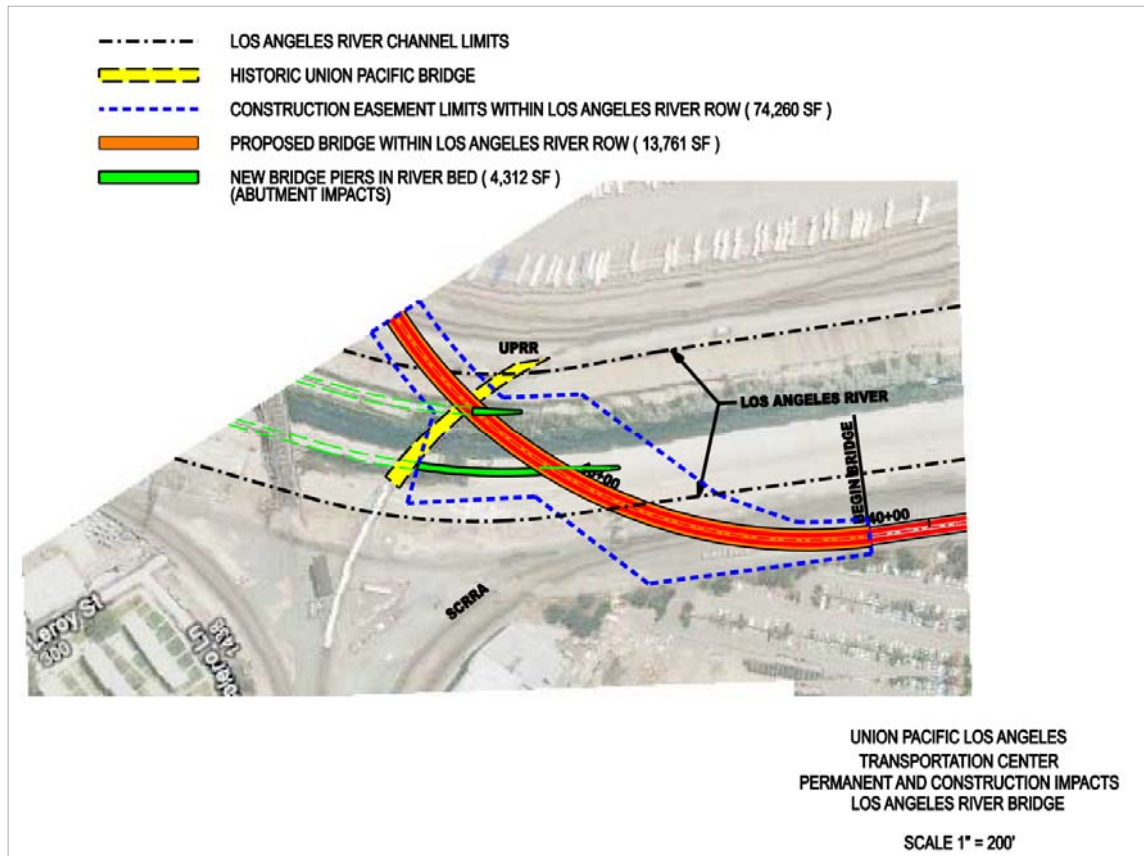 LOS ANGELES RIVER CHANNEL LIMITS
HISTORIC UNION PACIFIC BRIDGE
CONSTRUCTION EASEMENT LIMITS WITHIN LOS ANGELES RIVER ROW ( 74,260 SF )
PROPOSED BRIDGE WITHIN LOS ANGELES RIVER ROW ( 13,761 SF )
NEW BRIDGE PIERS IN RIVER BED ( 4,312 SF )
(ABUTMENT IMPACTS)
UPRR
LOS ANGELES RIVER
BEGIN BRIDGE
40+00
SCRRA
Leroy St
300
1438
UNION PACIFIC LOS ANGELES
TRANSPORTATION CENTER
PERMANENT AND CONSTRUCTION IMPACTS
LOS ANGELES RIVER BRIDGE
SCALE 1" = 200'